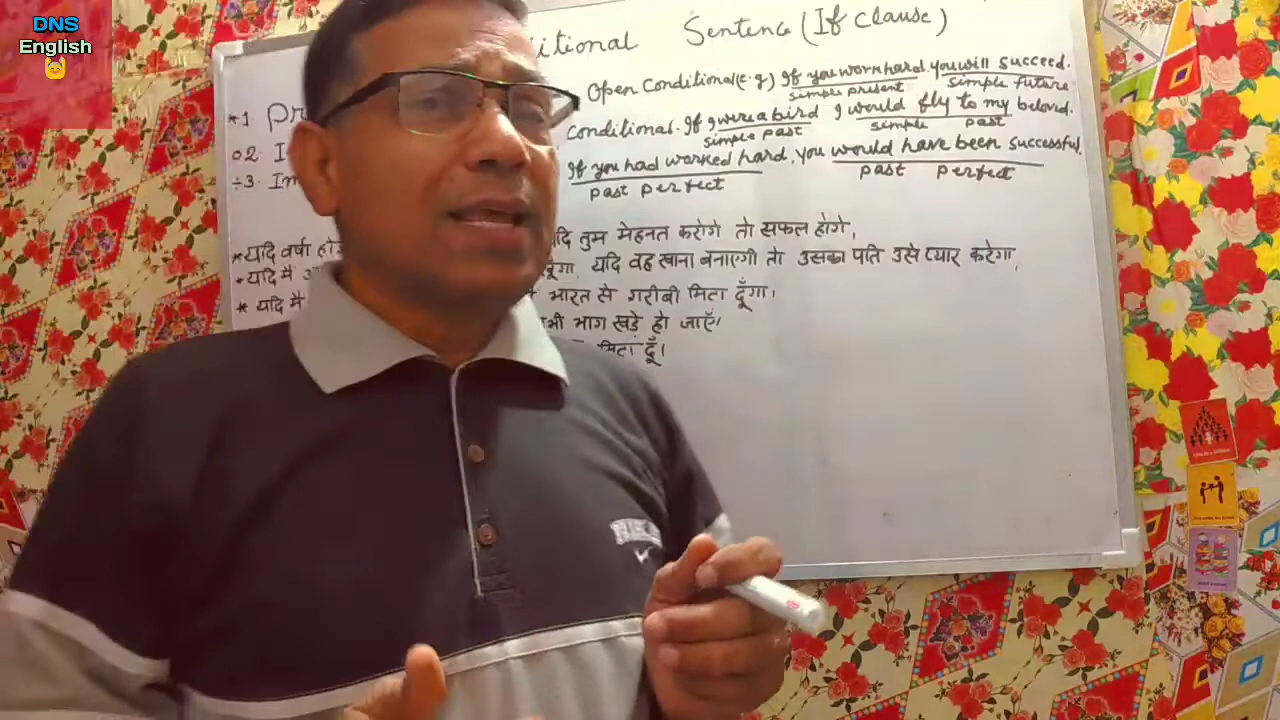 DNS
English
itional Sentence (If Clause)
*1. Pr
Open Conditional(e.g) If you work hard. you will succeed.
simple present simple future
02. I
Conditional. If I were a bird I would fly to my beloved.
simple past simple past
÷3. Im
If you had worked hard, you would have been successful.
past perfect past perfect
*यदि वर्षा हो यदि तुम मेहनत करोगे तो सफल होगे,
*यदि मैं यदि वह खाना बनाएगी तो उसका पति उसे प्यार करेगा,
* यदि मैं भारत से गरीबी मिटा दूँगा।
भी भाग खड़े हो जाएँ।
मिटा दूँ।